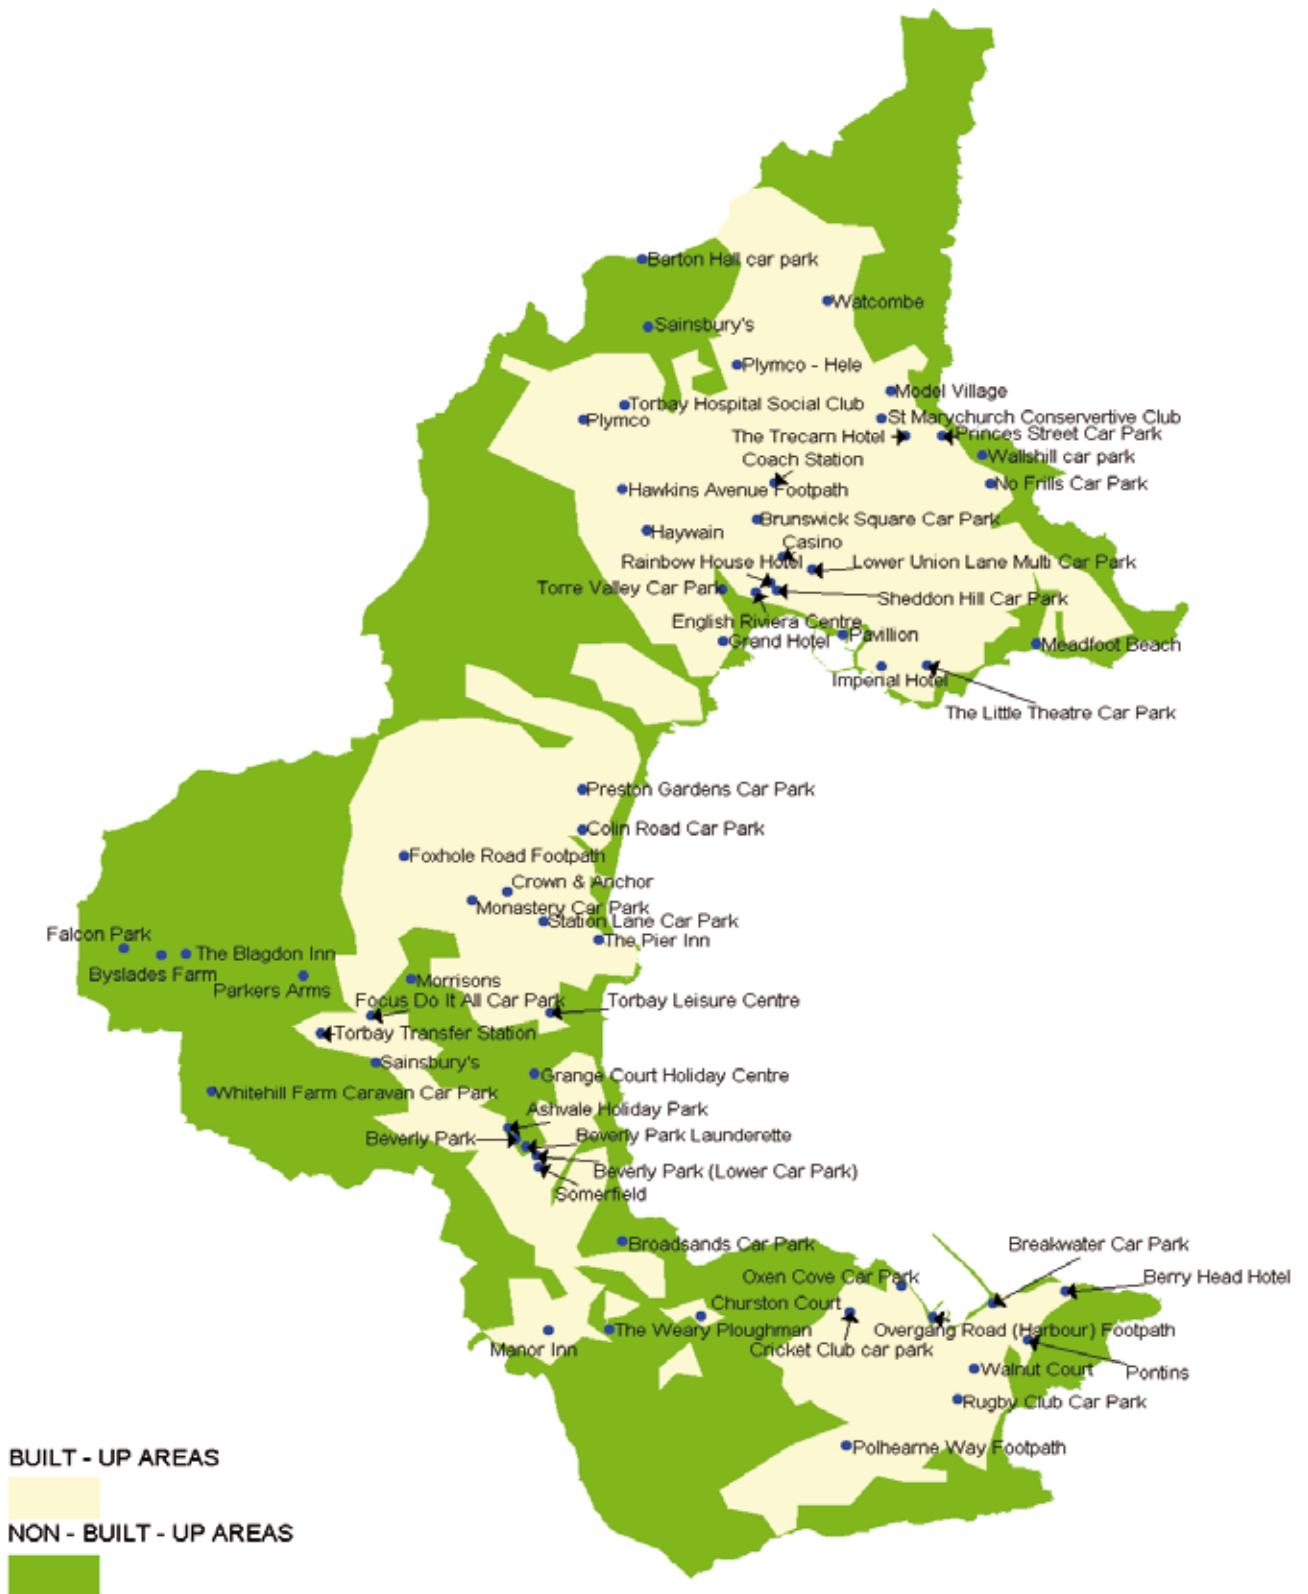 Barton Hall car park
Watcombe
Sainsbury's
Plymco - Hele
Model Village
Torbay Hospital Social Club
St Marychurch Conservertive Club
Plymco
The Trecarn Hotel
Princes Street Car Park
Wallshill car park
Coach Station
No Frills Car Park
Hawkins Avenue Footpath
Brunswick Square Car Park
Haywain
Casino
Rainbow House Hotel
Lower Union Lane Multi Car Park
Torre Valley Car Park
Sheddon Hill Car Park
English Riviera Centre
Grand Hotel
Pavillion
Meadfoot Beach
Imperial Hotel
The Little Theatre Car Park
Preston Gardens Car Park
Colin Road Car Park
Foxhole Road Footpath
Crown & Anchor
Monastery Car Park
Station Lane Car Park
Falcon Park
The Pier Inn
The Blagdon Inn
Byslades Farm
Parkers Arms
Morrisons
Focus Do It All Car Park
Torbay Leisure Centre
Torbay Transfer Station
Sainsbury's
Grange Court Holiday Centre
Whitehill Farm Caravan Car Park
Ashvale Holiday Park
Beverly Park
Beverly Park Launderette
Beverly Park (Lower Car Park)
Somerfield
Broadsands Car Park
Breakwater Car Park
Oxen Cove Car Park
Berry Head Hotel
Churston Court
The Weary Ploughman
Overgang Road (Harbour) Footpath
Manor Inn
Cricket Club car park
Walnut Court
Pontins
Rugby Club Car Park
Polhearne Way Footpath
BUILT - UP AREAS
NON - BUILT - UP AREAS